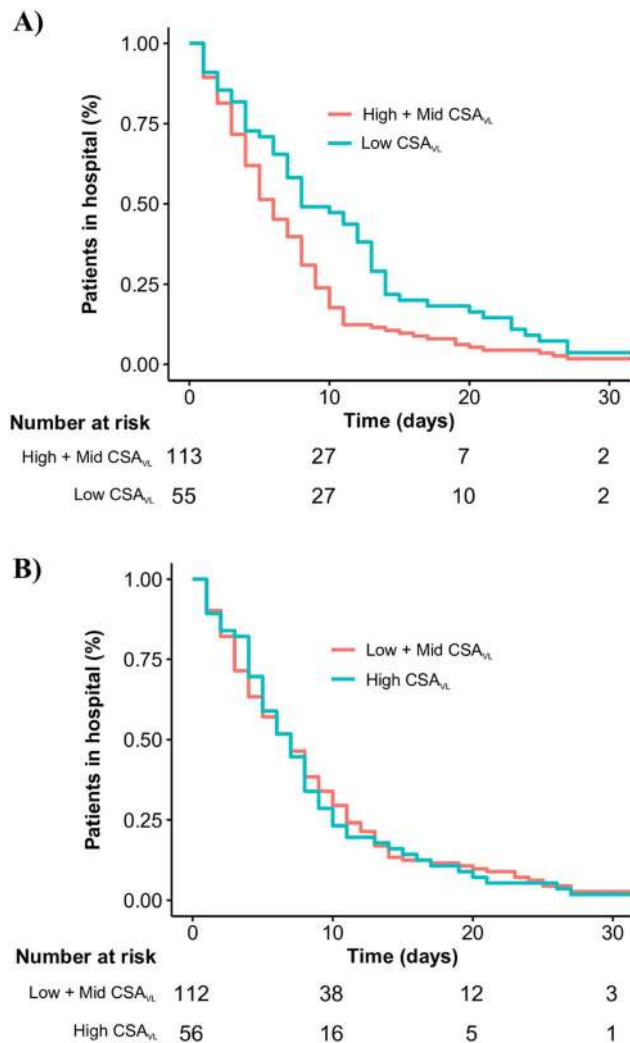 A)
Patients in hospital (%)
1.00
0.75
0.50
0.25
0.00
High + Mid CSAVL
Low CSAVL
0 10 20 30
Time (days)
Number at risk
High + Mid CSAVL 113 27 7 2
Low CSAVL 55 27 10 2
B)
Patients in hospital (%)
1.00
0.75
0.50
0.25
0.00
Low + Mid CSAVL
High CSAVL
0 10 20 30
Time (days)
Number at risk
Low + Mid CSAVL 112 38 12 3
High CSAVL 56 16 5 1